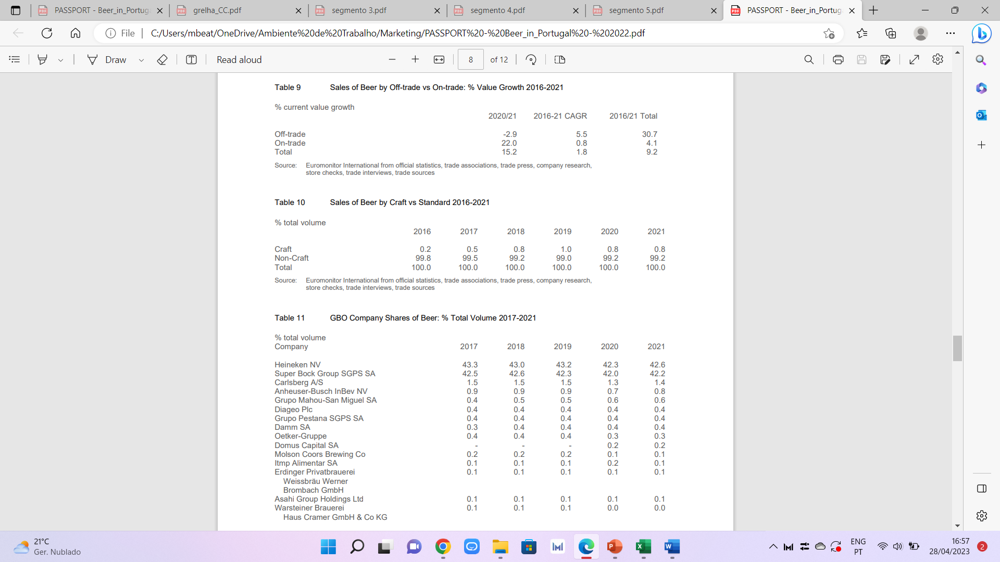 PASSPORT - Beer_in_Portug
grelha_CC.pdf
segmento 3.pdf
segmento 4.pdf
segmento 5.pdf
PASSPORT - Beer_in_Portug
File
C:/Users/mbeat/OneDrive/Ambiente%20de%20Trabalho/Marketing/PASSPORT%20-%20Beer_in_Portugal%20-%202022.pdf
Draw
Read aloud
8 of 12
Table 9 Sales of Beer by Off-trade vs On-trade: % Value Growth 2016-2021
% current value growth
2020/21 2016-21 CAGR 2016/21 Total
Off-trade -2.9 5.5 30.7
On-trade 22.0 0.8 4.1
Total 15.2 1.8 9.2
Source: Euromonitor International from official statistics, trade associations, trade press, company research,
store checks, trade interviews, trade sources
Table 10 Sales of Beer by Craft vs Standard 2016-2021
% total volume
2016 2017 2018 2019 2020 2021
Craft 0.2 0.5 0.8 1.0 0.8 0.8
Non-Craft 99.8 99.5 99.2 99.0 99.2 99.2
Total 100.0 100.0 100.0 100.0 100.0 100.0
Source: Euromonitor International from official statistics, trade associations, trade press, company research,
store checks, trade interviews, trade sources
Table 11 GBO Company Shares of Beer: % Total Volume 2017-2021
% total volume
Company 2017 2018 2019 2020 2021
Heineken NV 43.3 43.0 43.2 42.3 42.6
Super Bock Group SGPS SA 42.5 42.6 42.3 42.0 42.2
Carlsberg A/S 1.5 1.5 1.5 1.3 1.4
Anheuser-Busch InBev NV 0.9 0.9 0.9 0.7 0.8
Grupo Mahou-San Miguel SA 0.4 0.5 0.5 0.6 0.6
Diageo Plc 0.4 0.4 0.4 0.4 0.4
Grupo Pestana SGPS SA 0.4 0.4 0.4 0.4 0.4
Damm SA 0.3 0.4 0.4 0.4 0.4
Oetker-Gruppe 0.4 0.4 0.4 0.3 0.3
Domus Capital SA - - - 0.2 0.2
Molson Coors Brewing Co 0.2 0.2 0.2 0.1 0.1
Itmp Alimentar SA 0.1 0.1 0.1 0.2 0.1
Erdinger Privatbrauerei 0.1 0.1 0.1 0.1 0.1
Weissbräu Werner
Brombach GmbH
Asahi Group Holdings Ltd 0.1 0.1 0.1 0.1 0.1
Warsteiner Brauerei 0.1 0.1 0.1 0.0 0.0
Haus Cramer GmbH & Co KG
21°C
Ger. Nublado
ENG
PT
16:57
28/04/2023
2